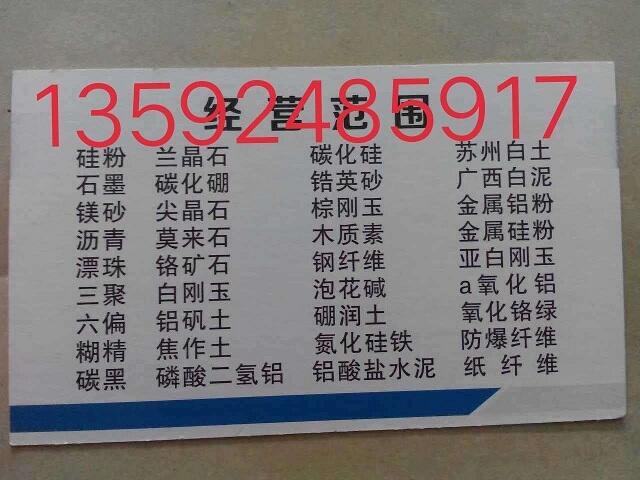 13592485917
经营范围
硅粉 兰晶石 碳化硅 苏州白土
石墨 碳化硼 锆英砂 广西白泥
镁砂 尖晶石 棕刚玉 金属铝粉
沥青 莫来石 木质素 金属硅粉
漂珠 铬矿石 钢纤维 亚白刚玉
三聚 白刚玉 泡花碱 a氧化铝
六偏 铝矾土 硼润土 氧化铬绿
糊精 焦作土 氮化硅铁 防爆纤维
碳黑 磷酸二氢铝 铝酸盐水泥 纸纤维